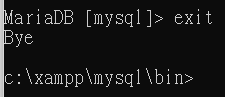 MariaDB [mysql]> exit
Bye
c:\xampp\mysql\bin>